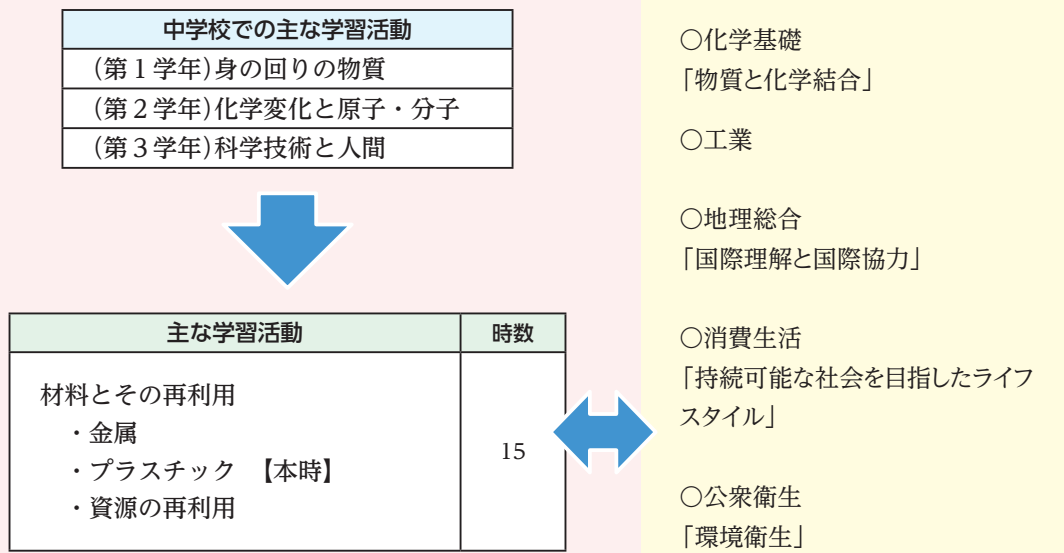 中学校での主な学習活動
(第１学年)身の回りの物質
(第２学年)化学変化と原子・分子
(第３学年)科学技術と人間
主な学習活動
時数
材料とその再利用
・金属
・プラスチック　【本時】
・資源の再利用
15
○化学基礎
「物質と化学結合」
○工業
○地理総合
「国際理解と国際協力」
○消費生活
「持続可能な社会を目指したライフ
スタイル」
○公衆衛生
「環境衛生」